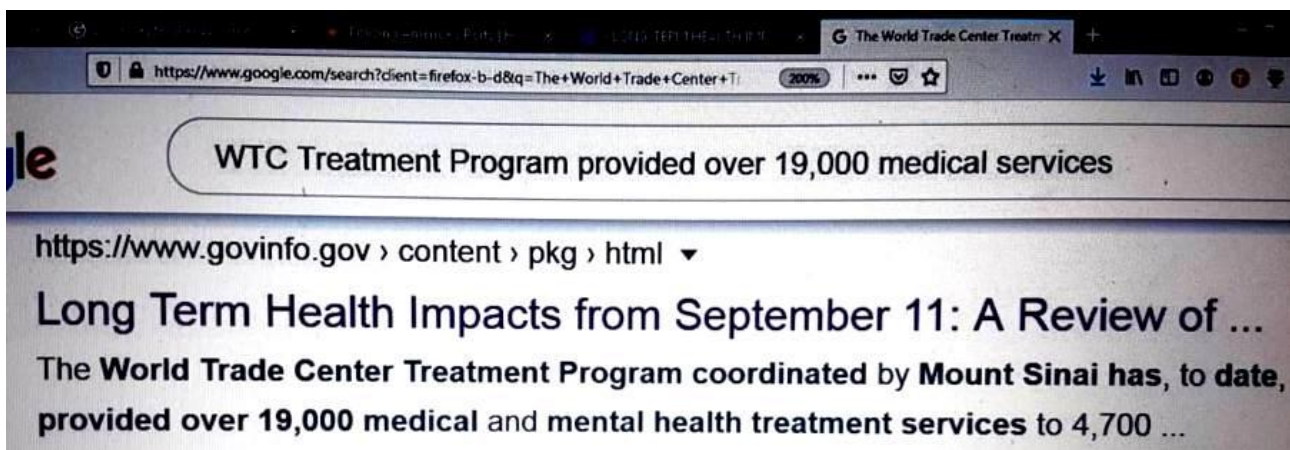 G The World Trade Center Treatm X +
https://www.google.com/search?client=firefox-b-d&q=The+World+Trade+Center+Tr 200%
le WTC Treatment Program provided over 19,000 medical services
https://www.govinfo.gov › content › pkg › html
Long Term Health Impacts from September 11: A Review of ...
The World Trade Center Treatment Program coordinated by Mount Sinai has, to date,
provided over 19,000 medical and mental health treatment services to 4,700 ...